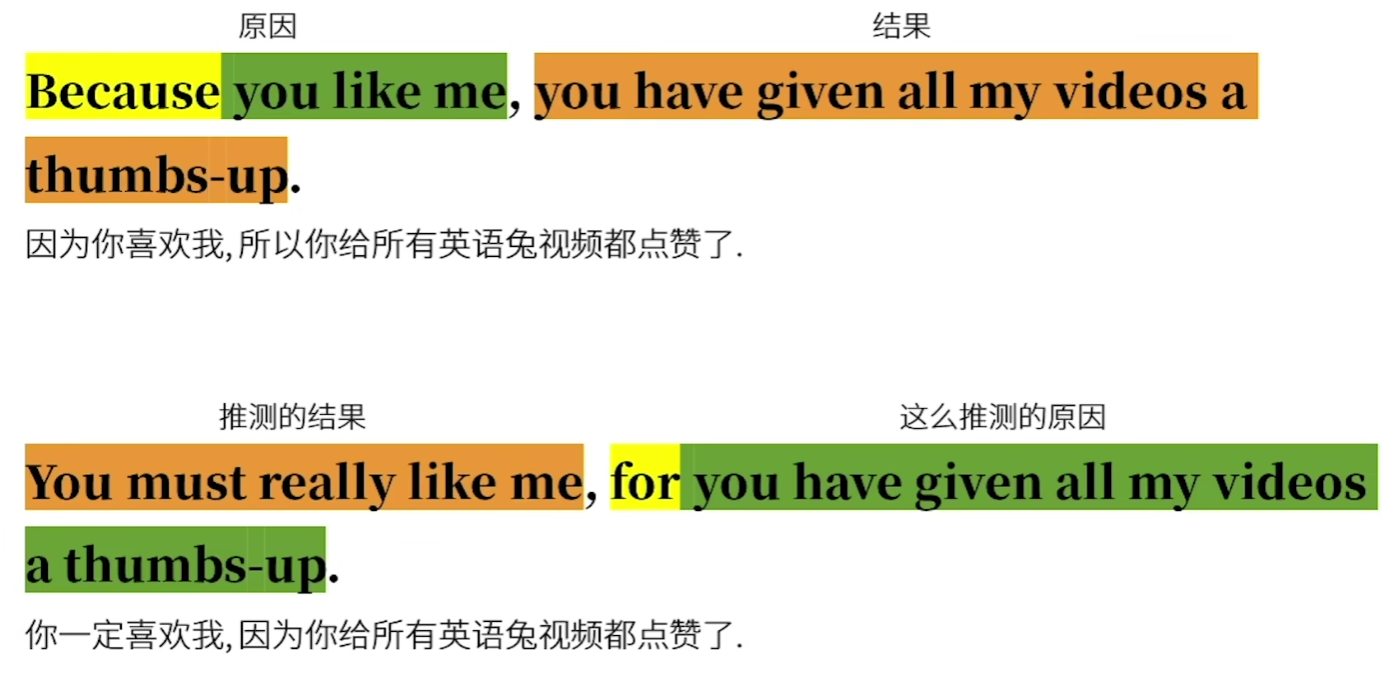 原因 结果
Because you like me, you have given all my videos a
thumbs-up.
因为你喜欢我,所以你给所有英语兔视频都点赞了.
推测的结果 这么推测的原因
You must really like me, for you have given all my videos
a thumbs-up.
你一定喜欢我,因为你给所有英语兔视频都点赞了.